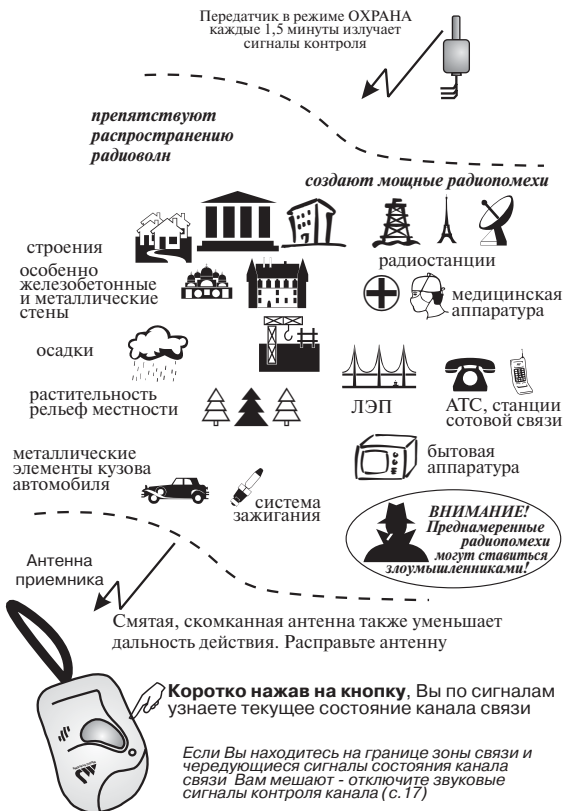 Передатчик в режиме ОХРАНА
каждые 1,5 минуты излучает
сигналы контроля
препятствуют
распространению
радиоволн
создают мощные радиопомехи
строения
особенно
железобетонные
и металлические
стены
радиостанции
медицинская
аппаратура
осадки
растительность
рельеф местности
ЛЭП
АТС, станции
сотовой связи
металлические
элементы кузова
автомобиля
система
зажигания
бытовая
аппаратура
ВНИМАНИЕ!
Преднамеренные
радиопомехи
могут ставиться
злоумышленниками!
Антенна
приемника
Смятая, скомканная антенна также уменьшает
дальность действия. Расправьте антенну
Коротко нажав на кнопку, Вы по сигналам
узнаете текущее состояние канала связи
Если Вы находитесь на границе зоны связи и
чередующиеся сигналы состояния канала
связи Вам мешают - отключите звуковые
сигналы контроля канала (с.17)